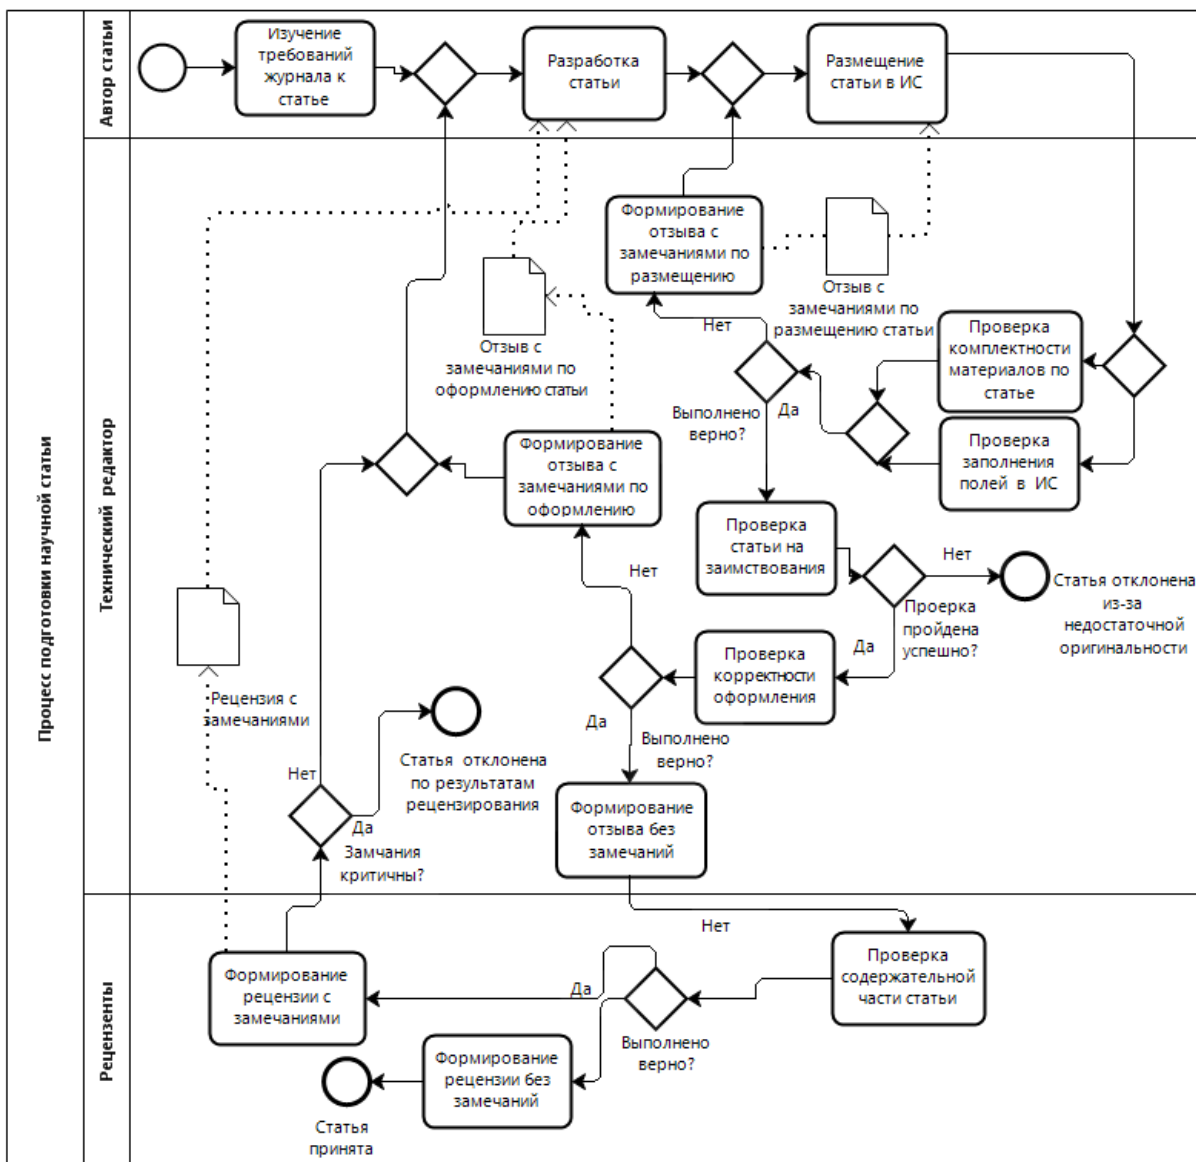 Процесс подготовки научной статьи
Автор статьи
Изучение
требований
журнала к
статье
Разработка
статьи
Размещение
статьи в ИС
Технический редактор
Формирование
отзыва с
замечаниями по
размещению
Отзыв с
замечаниями по
размещению статьи
Нет
Отзыв с
замечаниями по
оформлению статьи
Проверка
комплектности
материалов по
статье
Выполнено
верно?
Да
Проверка
заполнения
полей в ИС
Формирование
отзыва с
замечаниями по
оформлению
Проверка
статьи на
заимствования
Нет
Статья отклонена
из-за
недостаточной
оригинальности
Проерка
пройдена
успешно?
Да
Нет
Проверка
корректности
оформления
Рецензия с
замечаниями
Да
Выполнено
верно?
Статья отклонена
по результатам
рецензирования
Нет
Да
Замчания
критичны?
Формирование
отзыва без
замечаний
Рецензенты
Нет
Проверка
содержательной
части статьи
Формирование
рецензии с
замечаниями
Да
Выполнено
верно?
Формирование
рецензии без
замечаний
Статья
принята